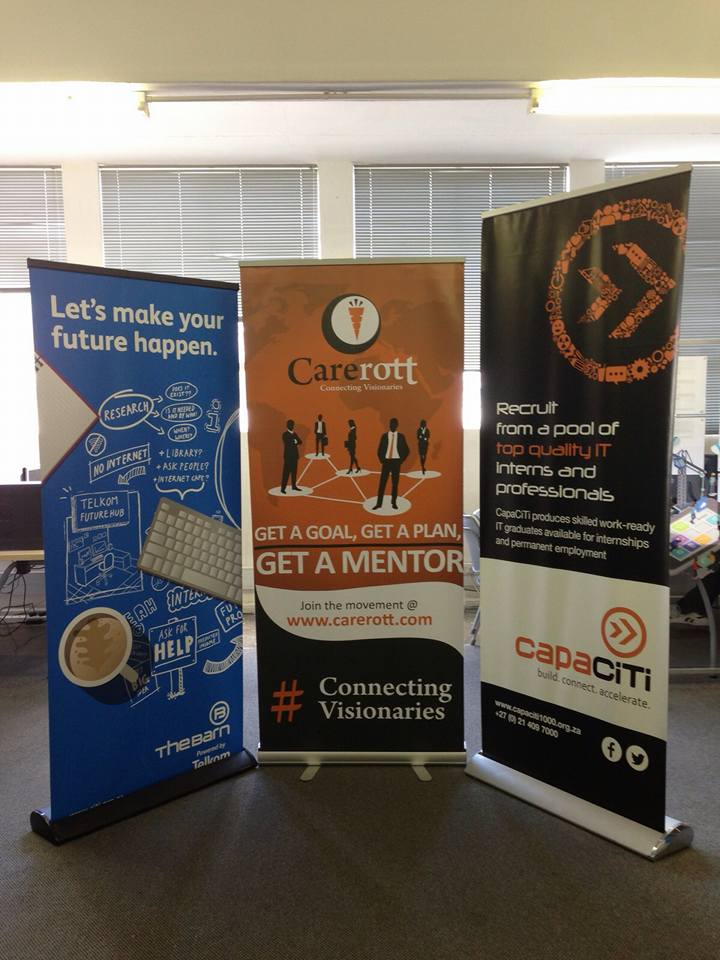 Let's make your
future happen.
RESEARCH
DOES IT
EXIST??
IS IT NEEDED
AND BY WHOM?
WHEN?
WHERE?
NO INTERNET
+ LIBRARY?
+ ASK PEOPLE?
+ INTERNET CAFE?
TELKOM
FUTURE HUB
ASK FOR
HELP
THE BARN
Powered by
Telkom
Carerott
Connecting Visionaries
GET A GOAL, GET A PLAN,
GET A MENTOR
Join the movement @
www.carerott.com
# Connecting
Visionaries
Recruit
from a pool of
top quality IT
interns and
professionals
CapaCiTi produces skilled work-ready
IT graduates available for internships
and permanent employment
capaCiTi
build. connect. accelerate.
www.capaciti1000.org.za
+27 (0) 21 409 7000